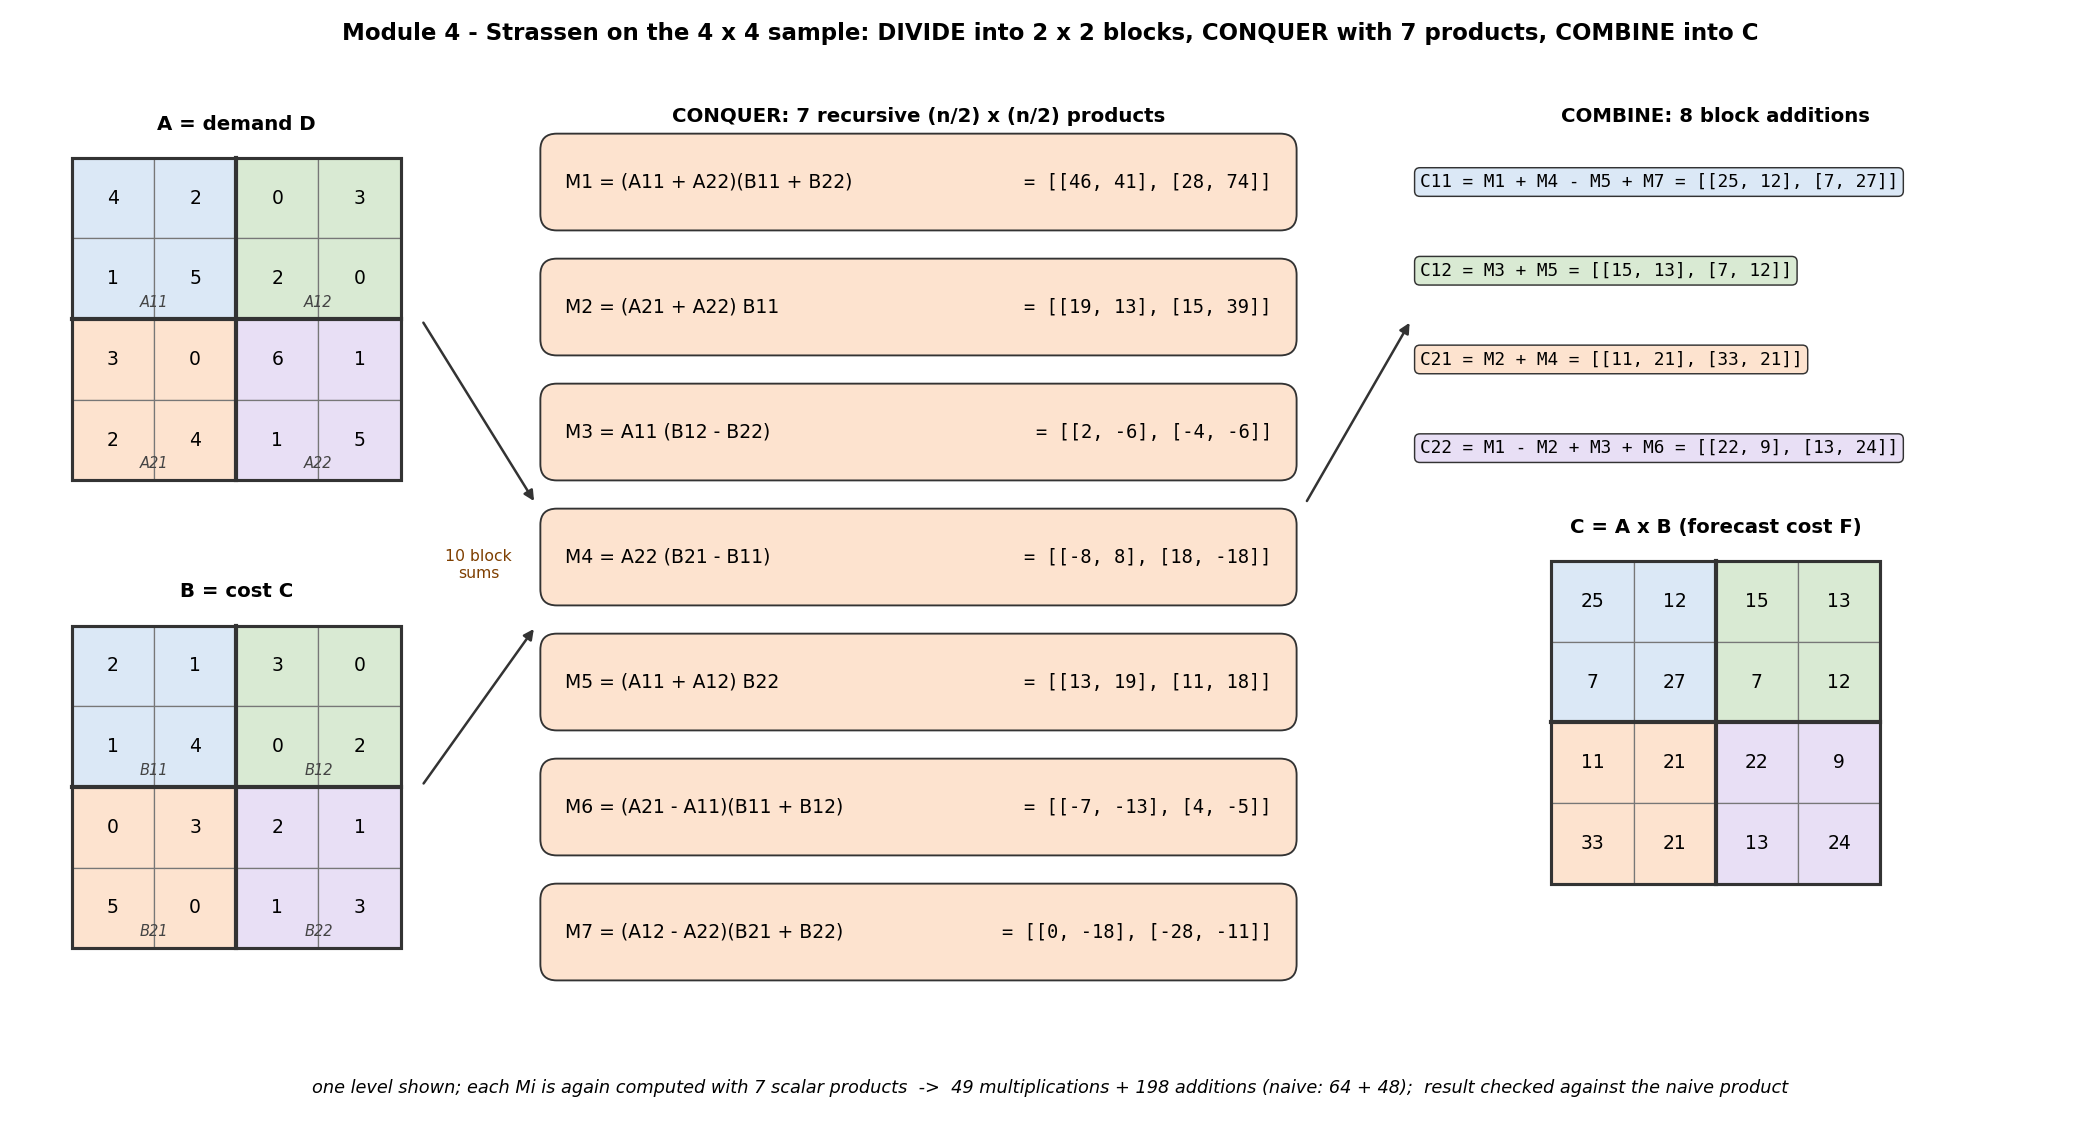 Module 4 - Strassen on the 4 x 4 sample: DIVIDE into 2 x 2 blocks, CONQUER with 7 products, COMBINE into C
A = demand D
4 2 0 3
1 5 2 0
A11 A12
3 0 6 1
2 4 1 5
A21 A22
B = cost C
2 1 3 0
1 4 0 2
B11 B12
0 3 2 1
5 0 1 3
B21 B22
10 block
sums
CONQUER: 7 recursive (n/2) x (n/2) products
M1 = (A11 + A22)(B11 + B22) = [[46, 41], [28, 74]]
M2 = (A21 + A22) B11 = [[19, 13], [15, 39]]
M3 = A11 (B12 - B22) = [[2, -6], [-4, -6]]
M4 = A22 (B21 - B11) = [[-8, 8], [18, -18]]
M5 = (A11 + A12) B22 = [[13, 19], [11, 18]]
M6 = (A21 - A11)(B11 + B12) = [[-7, -13], [4, -5]]
M7 = (A12 - A22)(B21 + B22) = [[0, -18], [-28, -11]]
COMBINE: 8 block additions
C11 = M1 + M4 - M5 + M7 = [[25, 12], [7, 27]]
C12 = M3 + M5 = [[15, 13], [7, 12]]
C21 = M2 + M4 = [[11, 21], [33, 21]]
C22 = M1 - M2 + M3 + M6 = [[22, 9], [13, 24]]
C = A x B (forecast cost F)
25 12 15 13
7 27 7 12
11 21 22 9
33 21 13 24
one level shown; each Mi is again computed with 7 scalar products -> 49 multiplications + 198 additions (naive: 64 + 48); result checked against the naive product